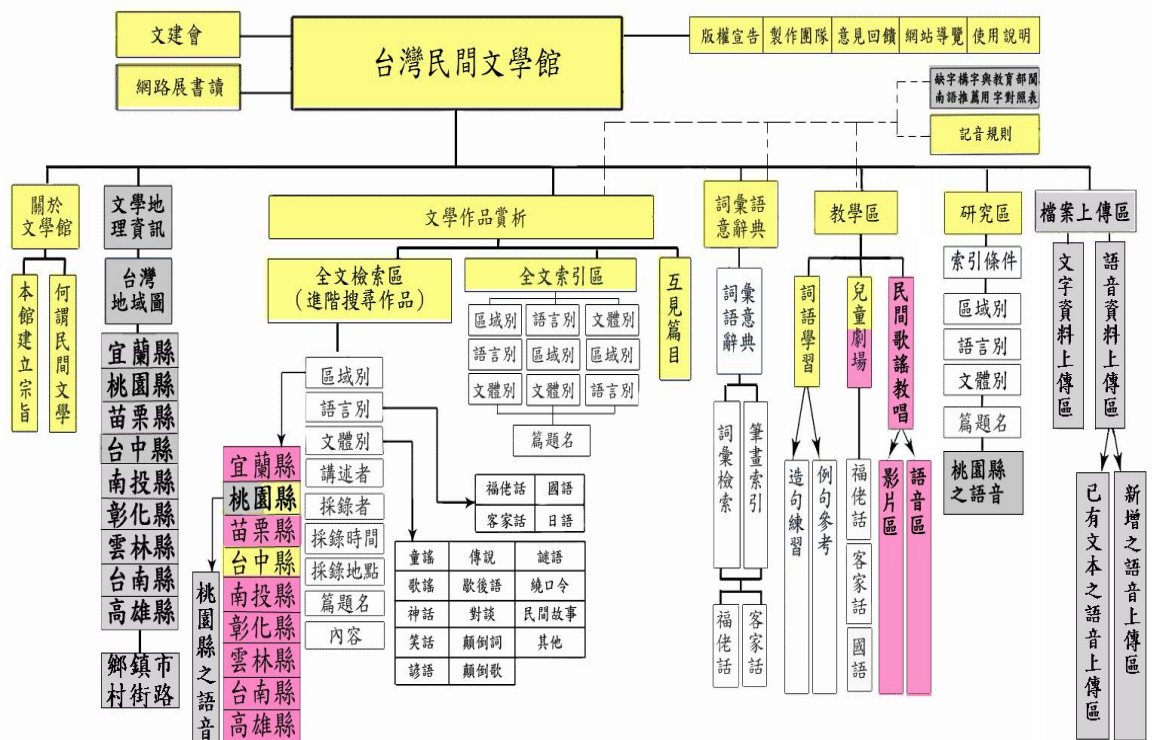 文建會
網路展書讀
台灣民間文學館
版權宣告
製作團隊
意見回饋
網站導覽
使用說明
缺字構字與教育部閩
南語推薦用字對照表
記音規則
關於
文學館
本館建立宗旨
何謂民間文學
文學地
理資訊
台灣
地域圖
宜蘭縣
桃園縣
苗栗縣
台中縣
南投縣
彰化縣
雲林縣
台南縣
高雄縣
鄉鎮市
村街路
文學作品賞析
全文檢索區
(進階搜尋作品)
區域別
語言別
文體別
講述者
採錄者
採錄時間
採錄地點
篇題名
內容
宜蘭縣
桃園縣
苗栗縣
台中縣
南投縣
彰化縣
雲林縣
台南縣
高雄縣
桃園縣之語音
福佬話
國語
客家話
日語
童謠
傳說
謎語
歌謠
歇後語
繞口令
神話
對談
民間故事
笑話
顛倒詞
其他
諺語
顛倒歌
全文索引區
區域別
語言別
文體別
語言別
區域別
區域別
文體別
文體別
語言別
篇題名
互見篇目
詞彙語
意辭典
詞彙
語意
辭典
詞彙檢索
筆畫索引
福佬話
客家話
教學區
詞語學習
造句練習
例句參考
兒童劇場
福佬話
客家話
國語
民間歌謠教唱
影片區
語音區
研究區
索引條件
區域別
語言別
文體別
篇題名
桃園縣
之語音
檔案上傳區
文字資料上傳區
語音資料上傳區
已有文本之語音上傳區
新增之語音上傳區